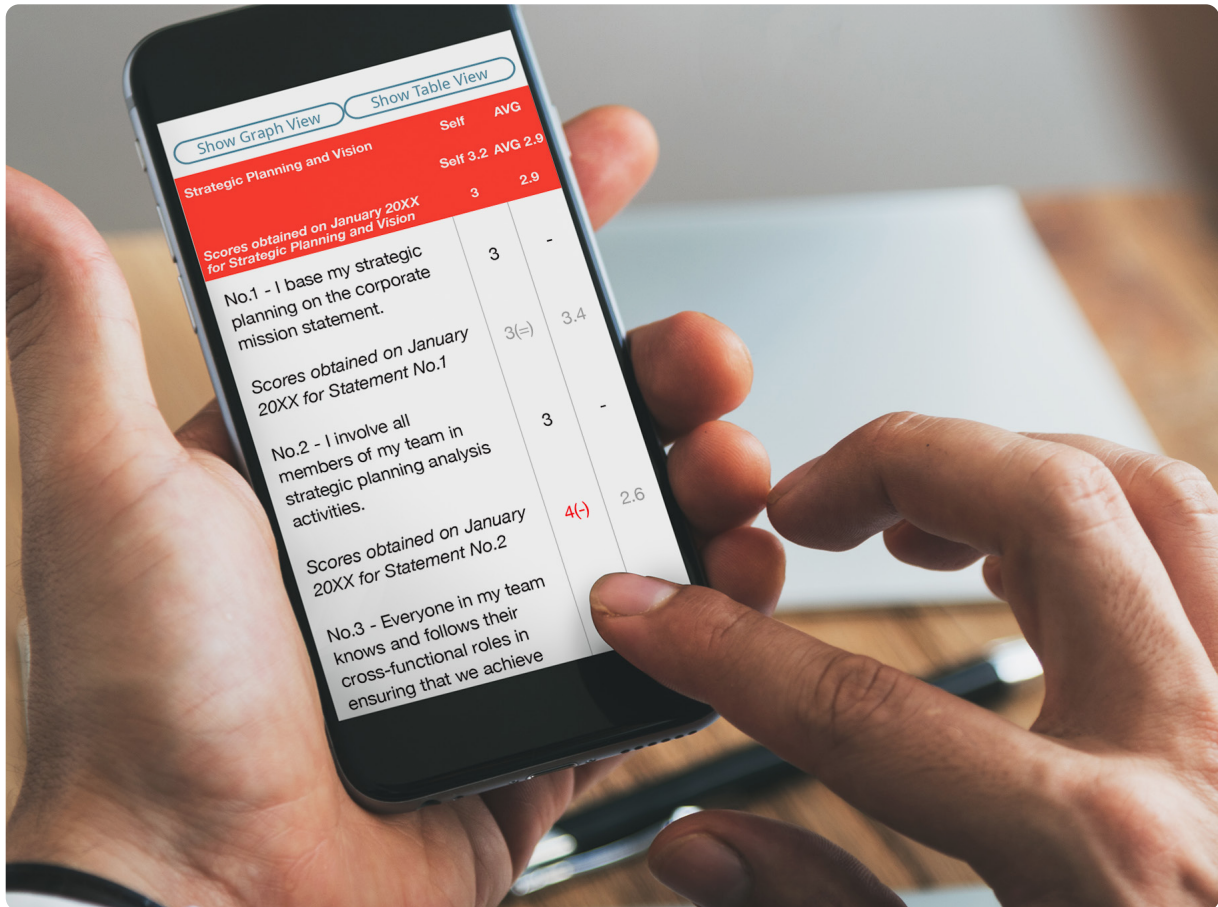 Show Graph View
Show Table View
Strategic Planning and Vision
Self
AVG
Self 3.2
AVG 2.9
Scores obtained on January 20XX
for Strategic Planning and Vision
3
2.9
No.1 - I base my strategic
planning on the corporate
mission statement.
3
-
Scores obtained on January
20XX for Statement No.1
3(=)
3.4
No.2 - I involve all
members of my team in
strategic planning analysis
activities.
3
-
Scores obtained on January
20XX for Statement No.2
4(-)
2.6
No.3 - Everyone in my team
knows and follows their
cross-functional roles in
ensuring that we achieve